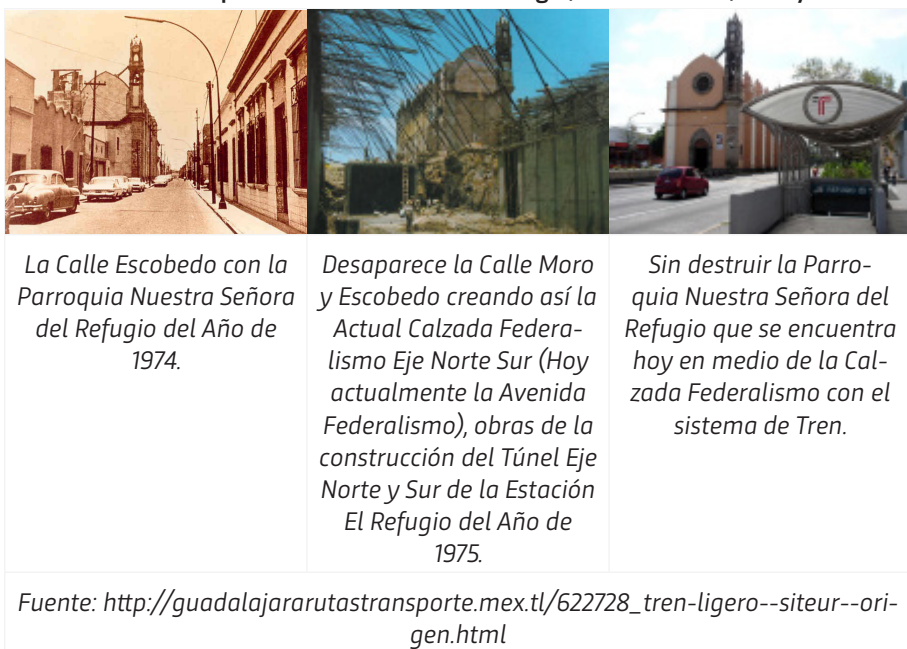 La Calle Escobedo con la
Parroquia Nuestra Señora
del Refugio del Año de
1974.
Desaparece la Calle Moro
y Escobedo creando así la
Actual Calzada Federa-
lismo Eje Norte Sur (Hoy
actualmente la Avenida
Federalismo), obras de la
construcción del Túnel Eje
Norte y Sur de la Estación
El Refugio del Año de
1975.
Sin destruir la Parro-
quia Nuestra Señora del
Refugio que se encuentra
hoy en medio de la Cal-
zada Federalismo con el
sistema de Tren.
Fuente: http://guadalajararutastransporte.mex.tl/622728_tren-ligero--siteur--ori-
gen.html